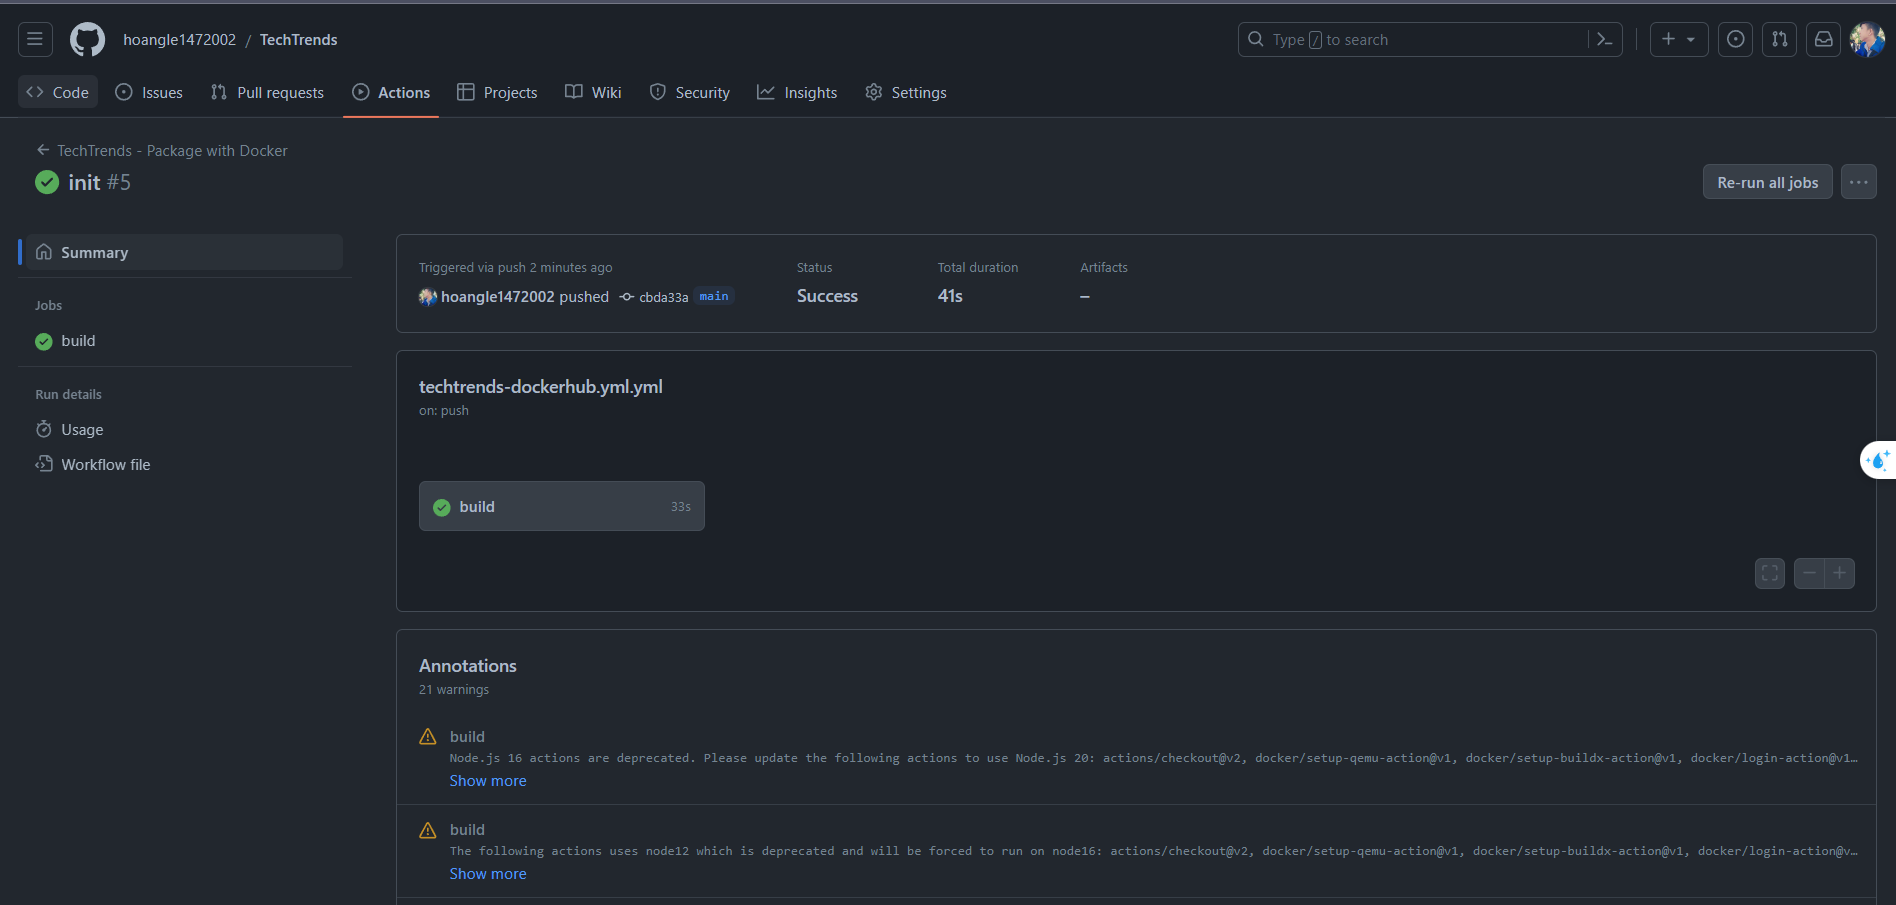 hoangle1472002 / TechTrends
Type / to search
Code Issues Pull requests Actions Projects Wiki Security Insights Settings
TechTrends - Package with Docker
init #5
Re-run all jobs
Summary
Jobs
build
Run details
Usage
Workflow file
Triggered via push 2 minutes ago
hoangle1472002 pushed cbda33a main
Status
Success
Total duration
41s
Artifacts
–
techtrends-dockerhub.yml.yml
on: push
build 33s
Annotations
21 warnings
build
Node.js 16 actions are deprecated. Please update the following actions to use Node.js 20: actions/checkout@v2, docker/setup-qemu-action@v1, docker/setup-buildx-action@v1, docker/login-action@v1…
Show more
build
The following actions uses node12 which is deprecated and will be forced to run on node16: actions/checkout@v2, docker/setup-qemu-action@v1, docker/setup-buildx-action@v1, docker/login-action@v…
Show more